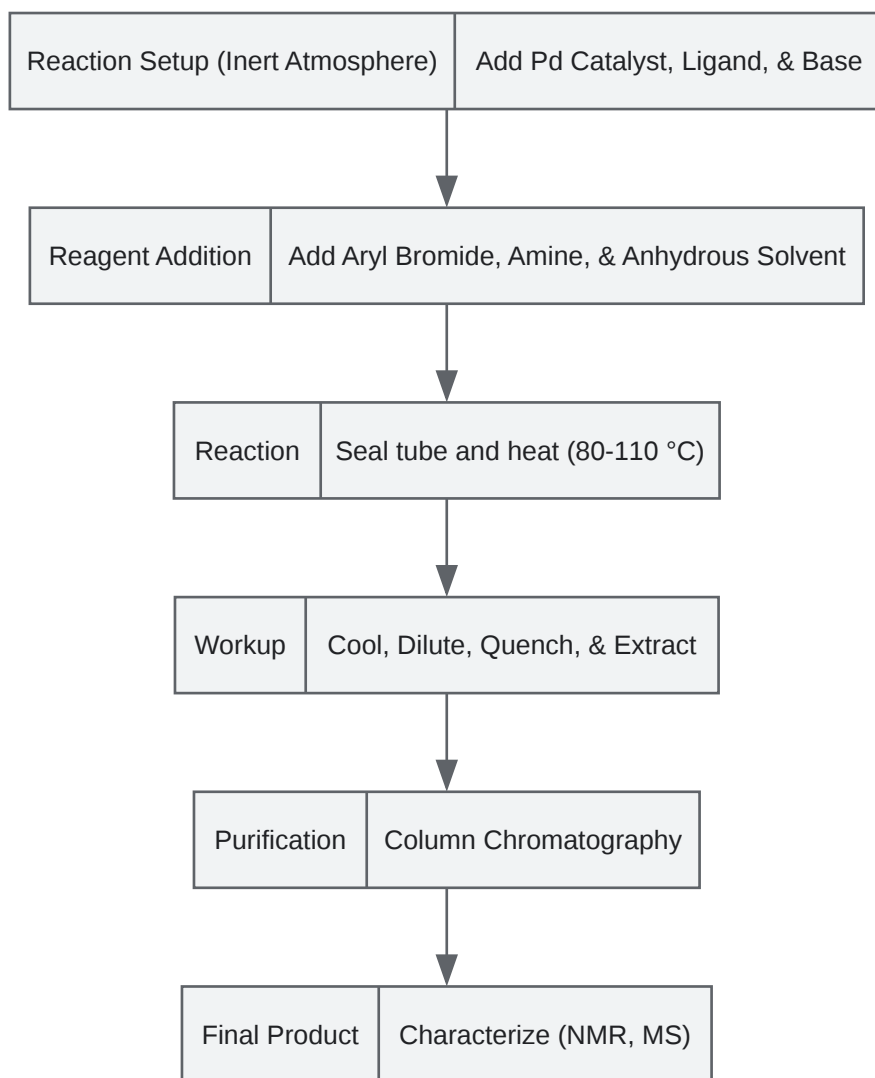 Reaction Setup (Inert Atmosphere) Add Pd Catalyst, Ligand, & Base
Reagent Addition Add Aryl Bromide, Amine, & Anhydrous Solvent
Reaction Seal tube and heat (80-110 °C)
Workup Cool, Dilute, Quench, & Extract
Purification Column Chromatography
Final Product Characterize (NMR, MS)